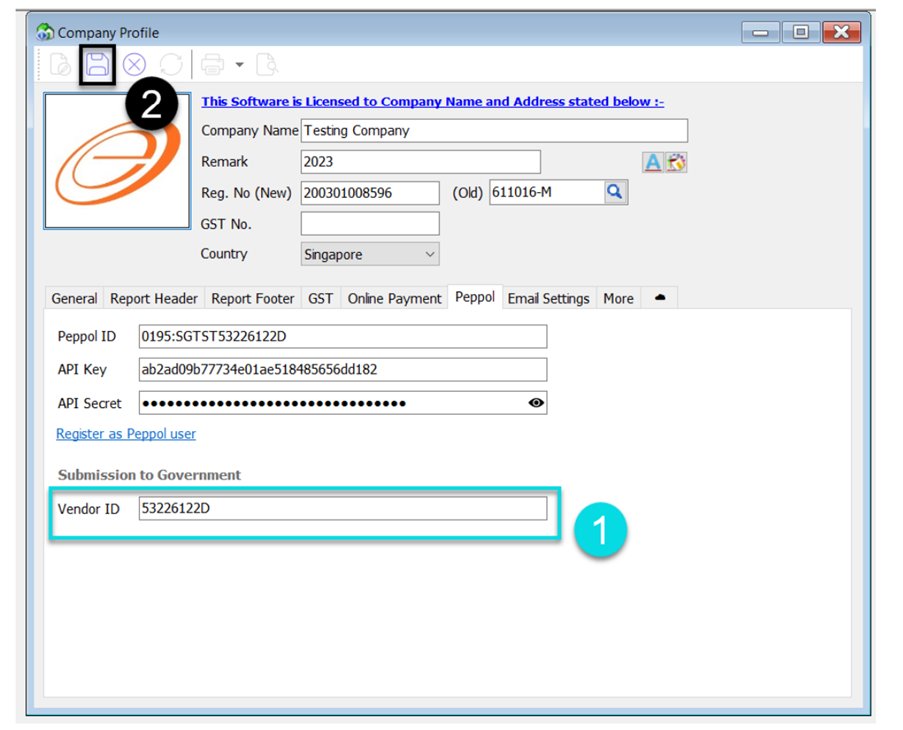 Company Profile
2
This Software is Licensed to Company Name and Address stated below :-
Company Name Testing Company
Remark 2023
A
Reg. No (New) 200301008596 (Old) 611016-M
GST No.
Country Singapore
General Report Header Report Footer GST Online Payment Peppol Email Settings More
Peppol ID 0195:SGTST53226122D
API Key ab2ad09b77734e01ae518485656dd182
API Secret ••••••••••••••••••••••••••••••••
Register as Peppol user
Submission to Government
Vendor ID 53226122D
1